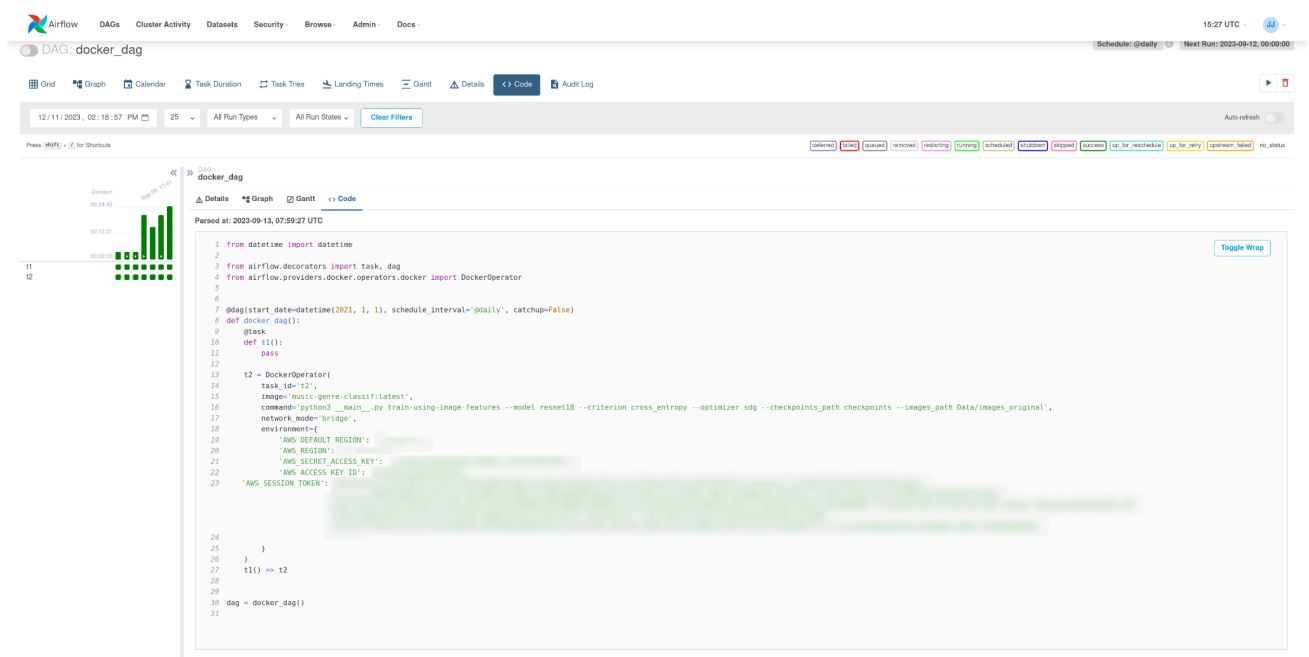 Airflow DAGs Cluster Activity Datasets Security Browse Admin Docs 15:27 UTC JJ
DAG: docker_dag Schedule: @daily Next Run: 2023-09-12, 00:00:00
Grid Graph Calendar Task Duration Task Tries Landing Times Gantt Details <> Code Audit Log
12/11/2023, 02:18:57 PM 25 All Run Types All Run States Clear Filters Auto-refresh
Press shift + / for Shortcuts deferred failed queued removed restarting running scheduled shutdown skipped success up_for_reschedule up_for_retry upstream_failed no_status
DAG
docker_dag
Duration Sep 08, 17:41
00:24:43
00:12:21
00:00:00
t1
t2
Details Graph Gantt <> Code
Parsed at: 2023-09-13, 07:59:27 UTC
Toggle Wrap
1 from datetime import datetime
2
3 from airflow.decorators import task, dag
4 from airflow.providers.docker.operators.docker import DockerOperator
5
6
7 @dag(start_date=datetime(2021, 1, 1), schedule_interval='@daily', catchup=False)
8 def docker_dag():
9     @task
10     def t1():
11         pass
12
13     t2 = DockerOperator(
14         task_id='t2',
15         image='music-genre-classif:latest',
16         command='python3 __main__.py train-using-image-features --model resnet18 --criterion cross_entropy --optimizer sdg --checkpoints_path checkpoints --images_path Data/images_original',
17         network_mode='bridge',
18         environment={
19             'AWS_DEFAULT_REGION':
20             'AWS_REGION':
21             'AWS_SECRET_ACCESS_KEY':
22             'AWS_ACCESS_KEY_ID':
23     'AWS_SESSION_TOKEN':
24
25         }
26     )
27     t1() >> t2
28
29
30 dag = docker_dag()
31